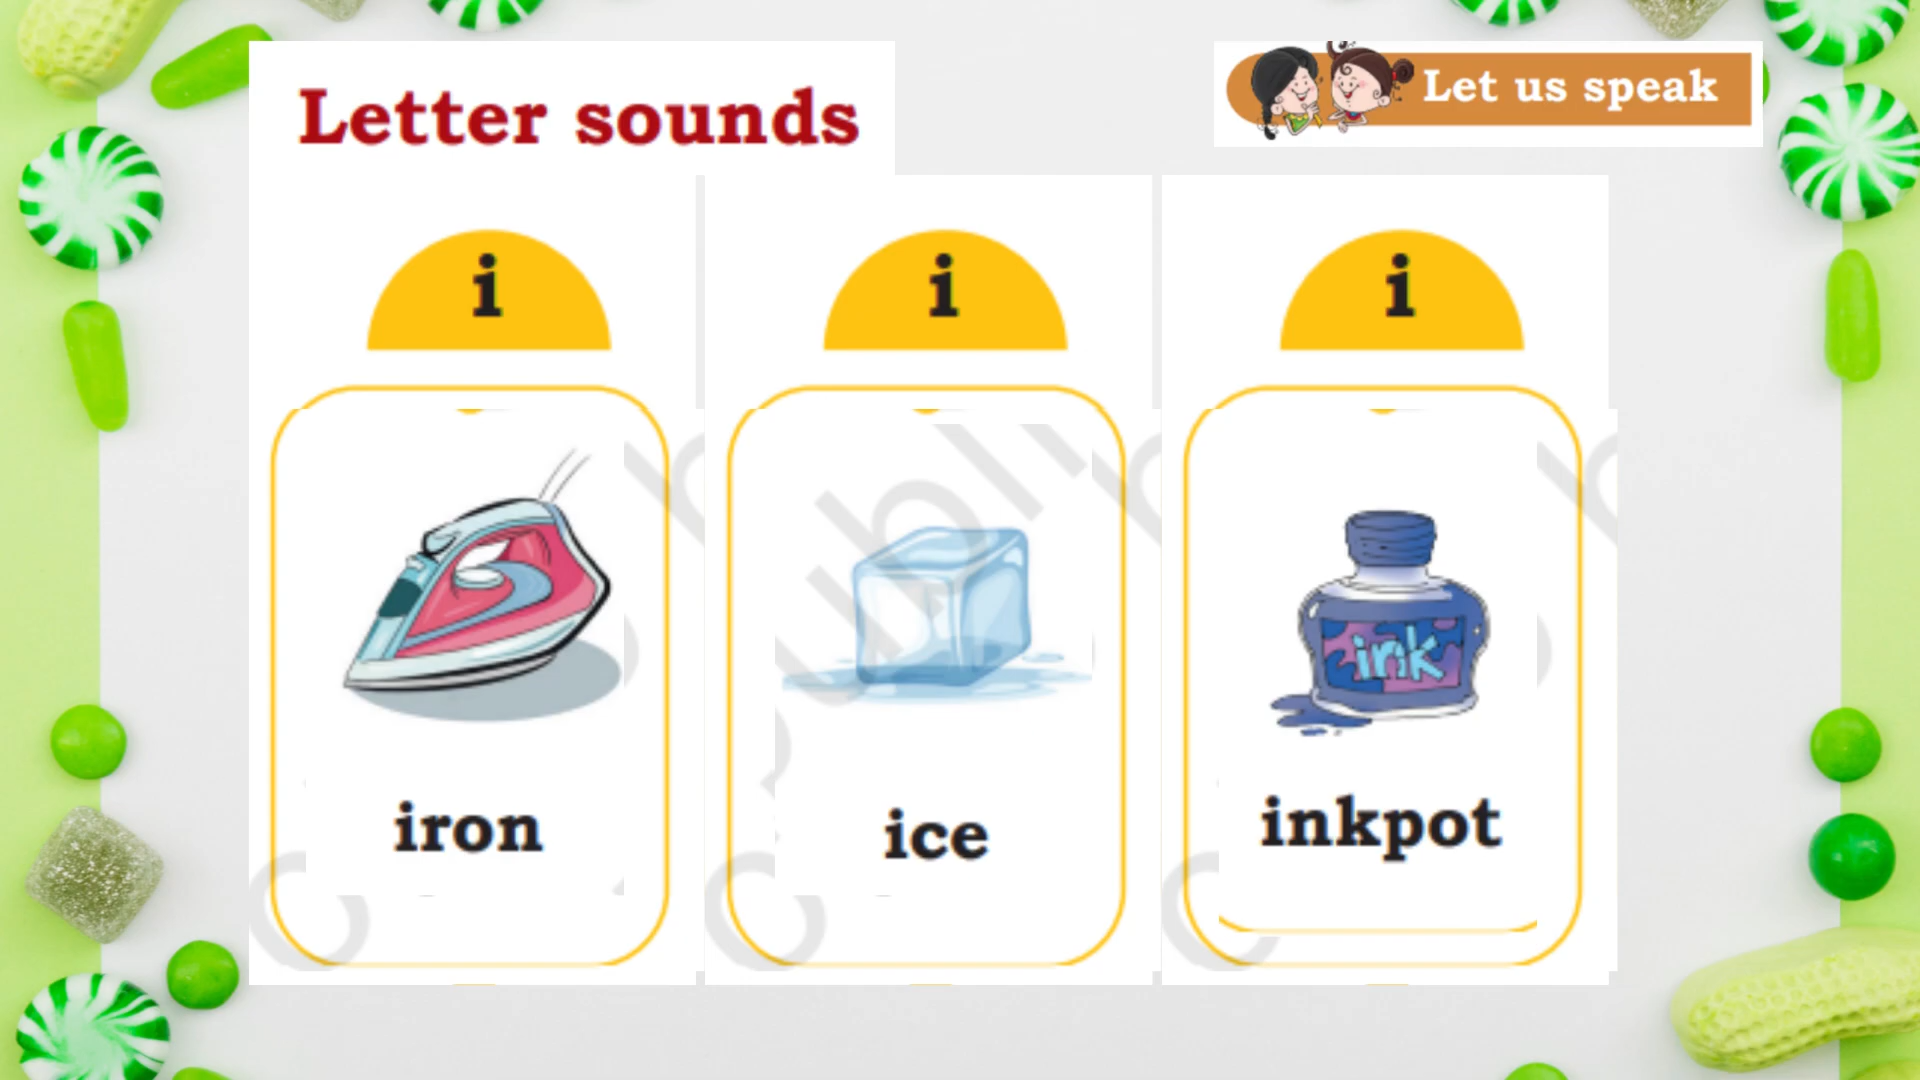 Letter sounds
Let us speak
i
i
i
ink
iron
ice
inkpot